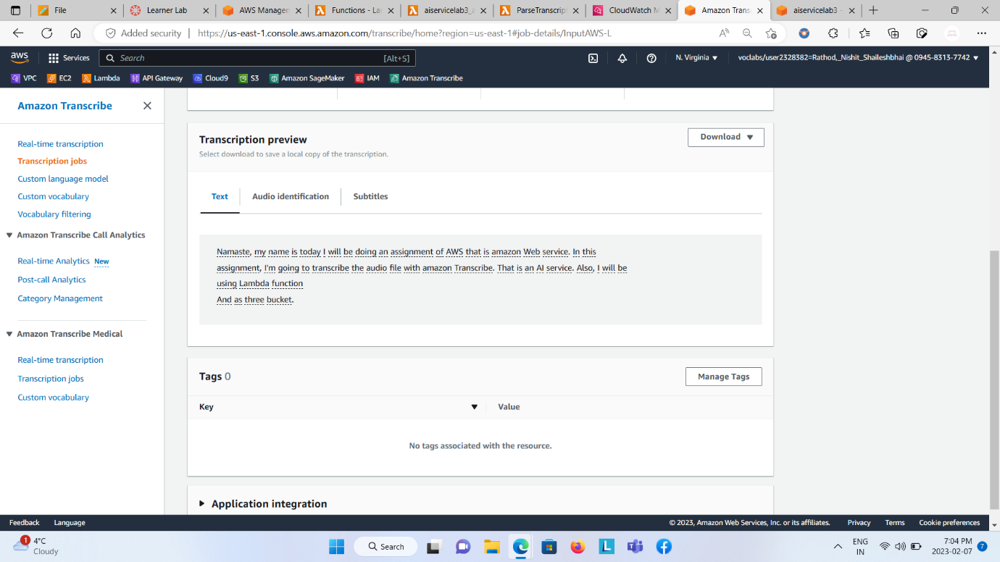 File
Learner Lab
AWS Managen
Functions - La
aiservicelab3_a
ParseTranscrip
CloudWatch M
Amazon Trans
aiservicelab3 -
Added security
https://us-east-1.console.aws.amazon.com/transcribe/home?region=us-east-1#job-details/InputAWS-L
aws
Services
Search
[Alt+S]
N. Virginia
voclabs/user2328382=Rathod,_Nishit_Shaileshbhai @ 0945-8313-7742
VPC
EC2
Lambda
API Gateway
Cloud9
S3
Amazon SageMaker
IAM
Amazon Transcribe
Amazon Transcribe
Real-time transcription
Transcription jobs
Custom language model
Custom vocabulary
Vocabulary filtering
Amazon Transcribe Call Analytics
Real-time Analytics New
Post-call Analytics
Category Management
Amazon Transcribe Medical
Real-time transcription
Transcription jobs
Custom vocabulary
Transcription preview
Select download to save a local copy of the transcription.
Download
Text
Audio identification
Subtitles
Namaste, my name is today I will be doing an assignment of AWS that is amazon Web service. In this
assignment, I'm going to transcribe the audio file with amazon Transcribe. That is an AI service. Also, I will be
using Lambda function
And as three bucket.
Tags 0
Manage Tags
Key
Value
No tags associated with the resource.
Application integration
Feedback
Language
© 2023, Amazon Web Services, Inc. or its affiliates.
Privacy
Terms
Cookie preferences
1
4°C
Cloudy
Search
L
ENG
IN
7:04 PM
2023-02-07
7